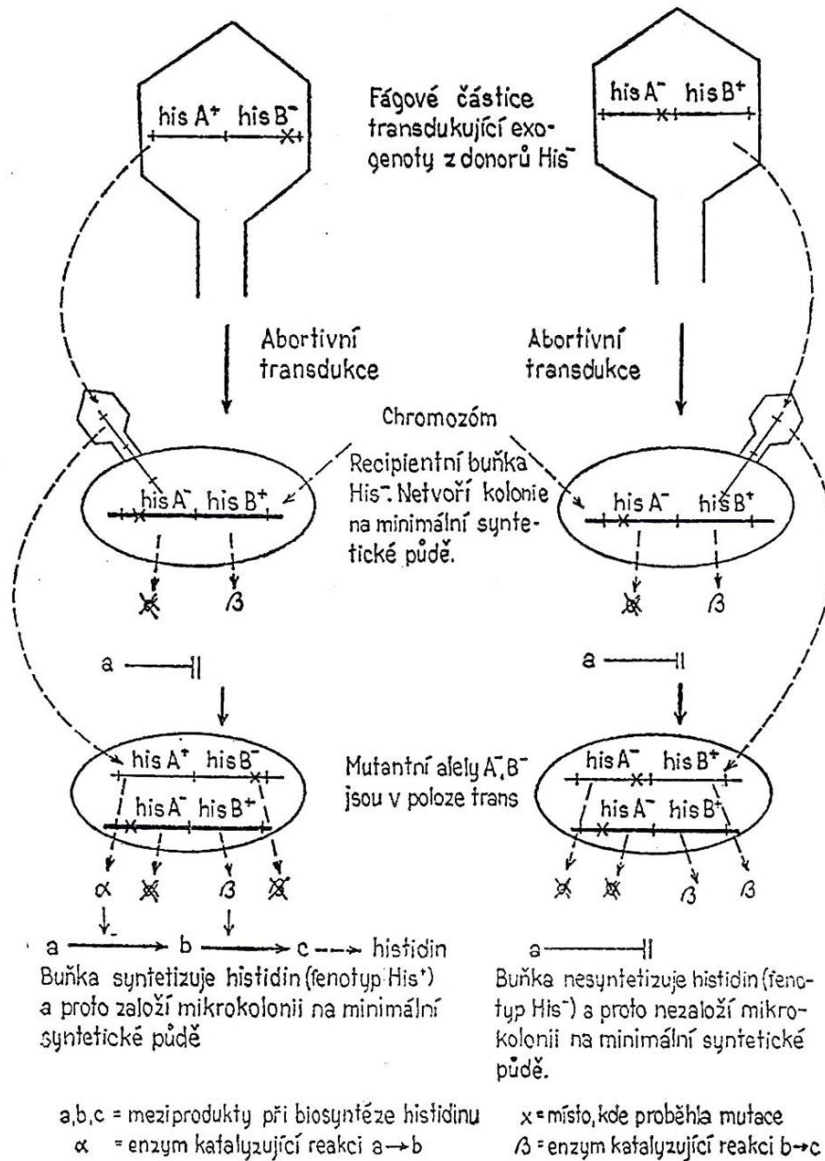 his A⁺ his B⁻
Fágové částice
transdukující exo-
genoty z donorů His⁻
his A⁻ his B⁺
Abortivní
transdukce
Abortivní
transdukce
Chromozóm
Recipientní buňka
His⁻. Netvoří kolonie
na minimální synte-
tické půdě.
his A⁻ his B⁺
α β
his A⁻ his B⁺
α β
a
a
his A⁺ his B⁻
his A⁻ his B⁺
Mutantní alely A⁻, B⁻
jsou v poloze trans
his A⁻ his B⁺
his A⁻ his B⁺
α α β β
α α β β
a b c histidin
Buňka syntetizuje histidin (fenotyp His⁺)
a proto založí mikrokolonii na minimální
syntetické půdě
a
Buňka nesyntetizuje histidin (feno-
typ His⁻) a proto nezaloží mikro-
kolonii na minimální syntetické
půdě.
a,b,c = meziprodukty při biosyntéze histidinu
α = enzym katalyzující reakci a→b
x = místo, kde proběhla mutace
β = enzym katalyzující reakci b→c